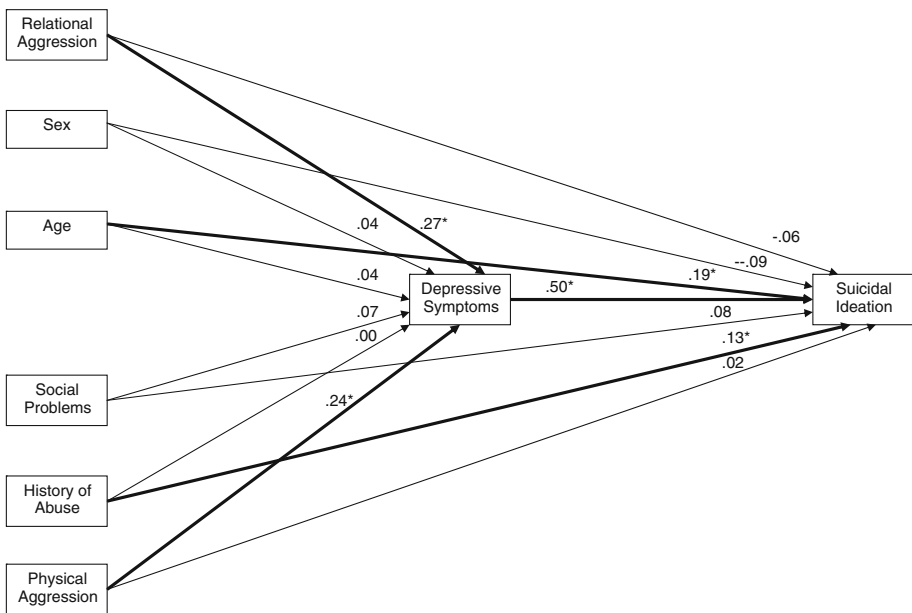 Relational
Aggression
Sex
Age
.04
.27*
-.06
--.09
.04
.19*
Depressive
Symptoms
.50*
Suicidal
Ideation
.07
.08
.00
.13*
.02
Social
Problems
.24*
History of
Abuse
Physical
Aggression